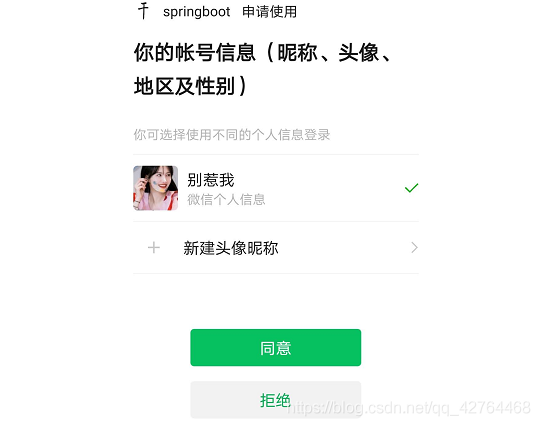 千 springboot 申请使用
你的帐号信息（昵称、头像、
地区及性别）
你可选择使用不同的个人信息登录
别惹我
微信个人信息
新建头像昵称
同意
拒绝
https://blog.csdn.net/qq_42764468